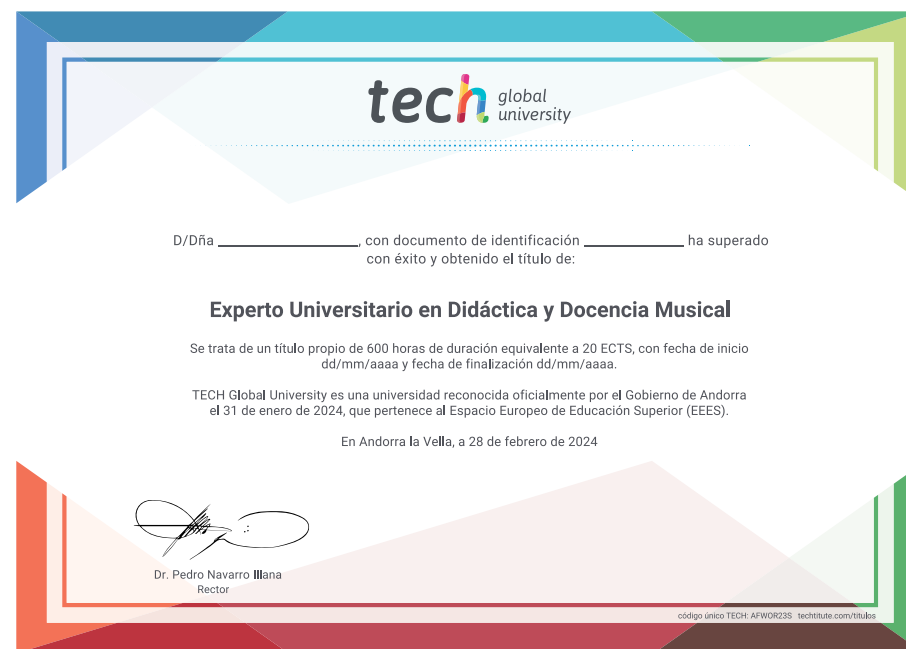 tech global university
D/Dña ______________, con documento de identificación __________ ha superado
con éxito y obtenido el título de:
Experto Universitario en Didáctica y Docencia Musical
Se trata de un título propio de 600 horas de duración equivalente a 20 ECTS, con fecha de inicio
dd/mm/aaaa y fecha de finalización dd/mm/aaaa.
TECH Global University es una universidad reconocida oficialmente por el Gobierno de Andorra
el 31 de enero de 2024, que pertenece al Espacio Europeo de Educación Superior (EEES).
En Andorra la Vella, a 28 de febrero de 2024
Dr. Pedro Navarro Illana
Rector
código único TECH: AFWOR23S techtitute.com/titulos